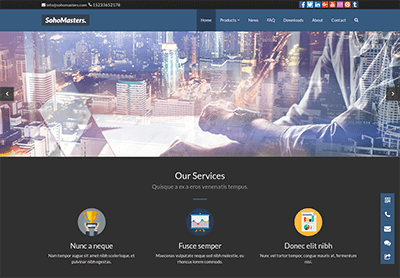 info@sohomasters.com 15233652178
SohoMasters.
Home Products News FAQ Downloads About Contact
Our Services
Quisque a ex a eros venenatis tempus.
Nunc a neque
Nam tempor augue sit amet nibh scelerisque, et pulvinar nibh egestas.
Fusce semper
Maecenas vulputate neque sed nibh molestie, eu rhoncus lorem commodo.
Donec elit nibh
Nunc vel tortor tempor, congue mauris at, fermentum nisi.